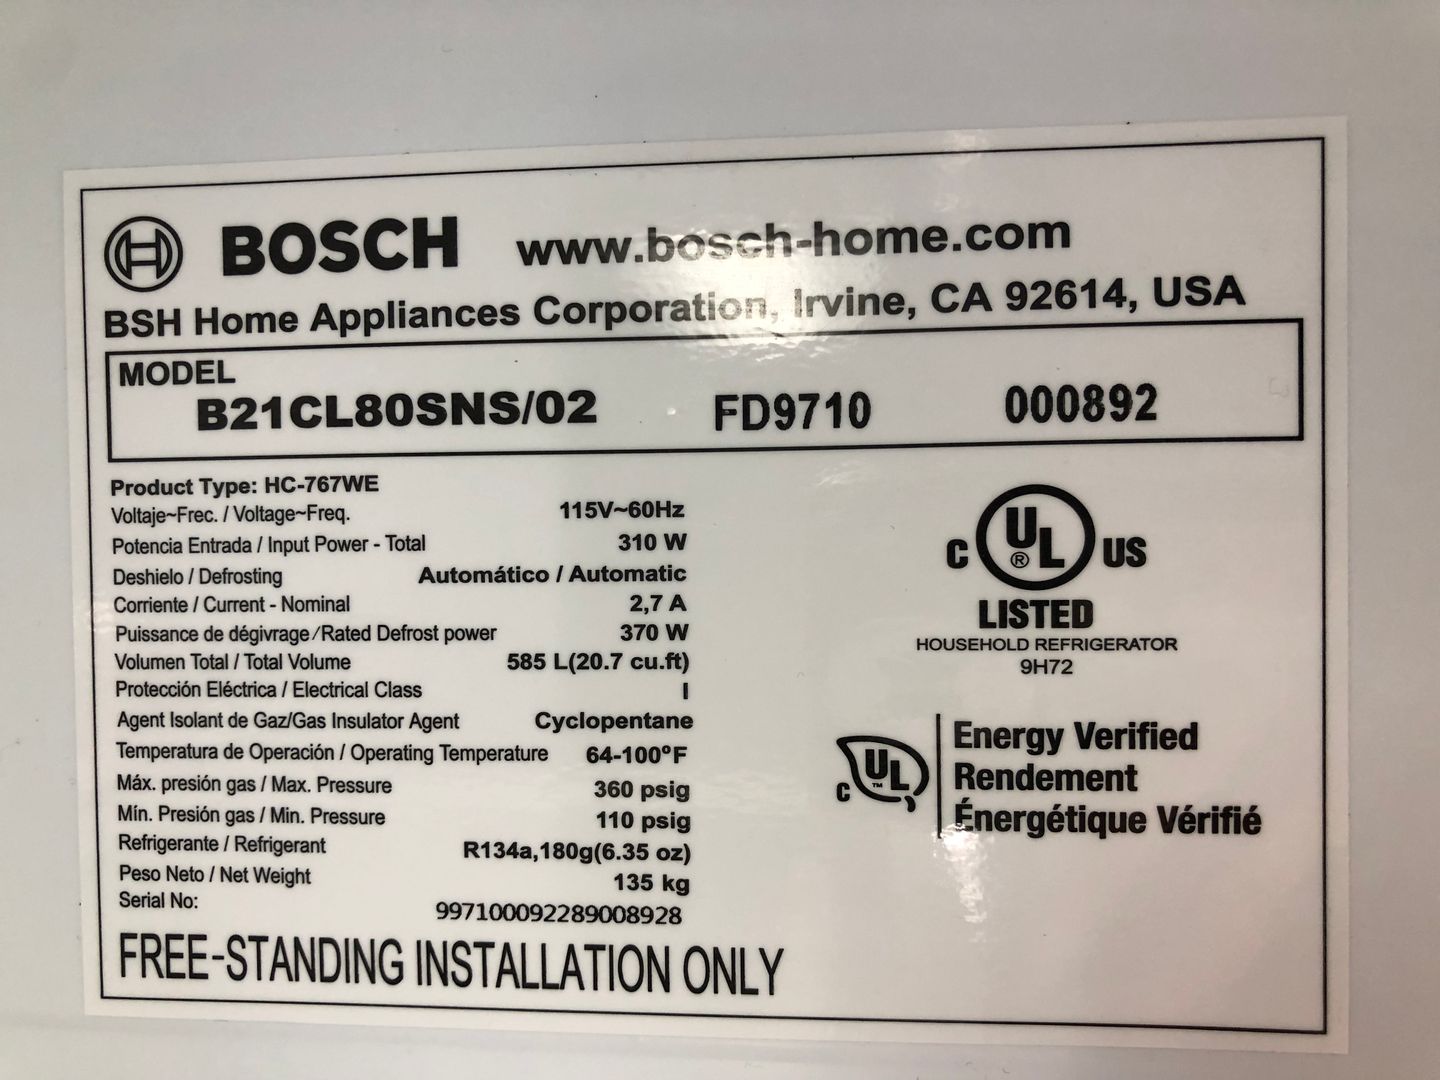 BOSCH www.bosch-home.com
BSH Home Appliances Corporation, Irvine, CA 92614, USA
MODEL
B21CL80SNS/02 FD9710 000892
Product Type: HC-767WE
Voltaje~Frec. / Voltage~Freq. 115V~60Hz
Potencia Entrada / Input Power - Total 310 W
Deshielo / Defrosting Automático / Automatic
Corriente / Current - Nominal 2,7 A
Puissance de dégivrage/Rated Defrost power 370 W
Volumen Total / Total Volume 585 L(20.7 cu.ft)
Protección Eléctrica / Electrical Class I
Agent Isolant de Gaz/Gas Insulator Agent Cyclopentane
Temperatura de Operación / Operating Temperature 64-100°F
Máx. presión gas / Max. Pressure 360 psig
Mín. Presión gas / Min. Pressure 110 psig
Refrigerante / Refrigerant R134a,180g(6.35 oz)
Peso Neto / Net Weight 135 kg
Serial No: 997100092289008928
FREE-STANDING INSTALLATION ONLY
C UL® US
LISTED
HOUSEHOLD REFRIGERATOR
9H72
C UL™
Energy Verified
Rendement
Énergétique Vérifié